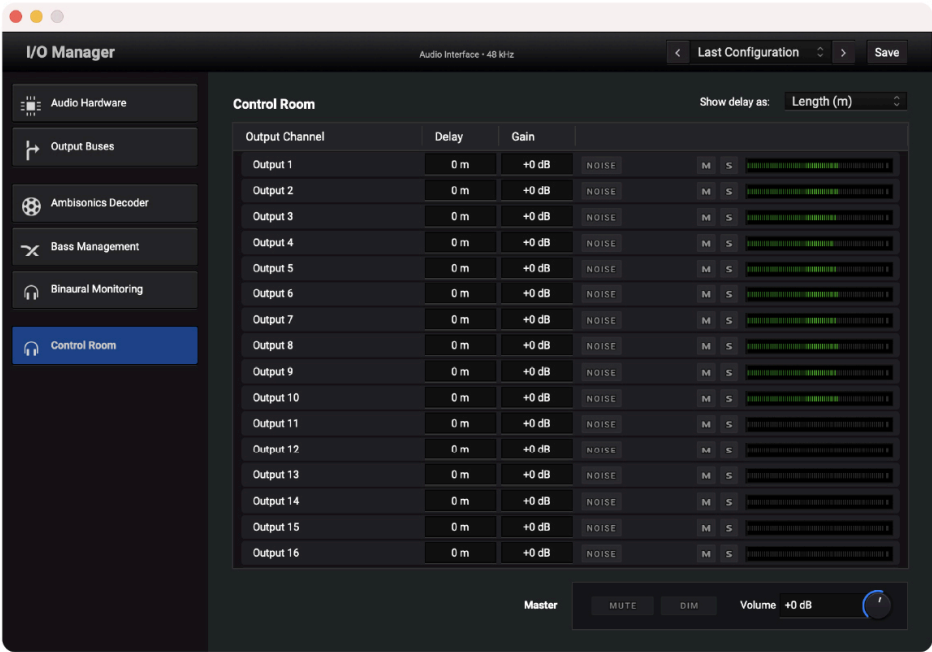 I/O Manager
Audio Interface • 48 kHz
Last Configuration
Save
Audio Hardware
Output Buses
Ambisonics Decoder
Bass Management
Binaural Monitoring
Control Room
Control Room
Show delay as: Length (m)
Output Channel Delay Gain
Output 1 0 m +0 dB NOISE M S
Output 2 0 m +0 dB NOISE M S
Output 3 0 m +0 dB NOISE M S
Output 4 0 m +0 dB NOISE M S
Output 5 0 m +0 dB NOISE M S
Output 6 0 m +0 dB NOISE M S
Output 7 0 m +0 dB NOISE M S
Output 8 0 m +0 dB NOISE M S
Output 9 0 m +0 dB NOISE M S
Output 10 0 m +0 dB NOISE M S
Output 11 0 m +0 dB NOISE M S
Output 12 0 m +0 dB NOISE M S
Output 13 0 m +0 dB NOISE M S
Output 14 0 m +0 dB NOISE M S
Output 15 0 m +0 dB NOISE M S
Output 16 0 m +0 dB NOISE M S
Master MUTE DIM Volume +0 dB